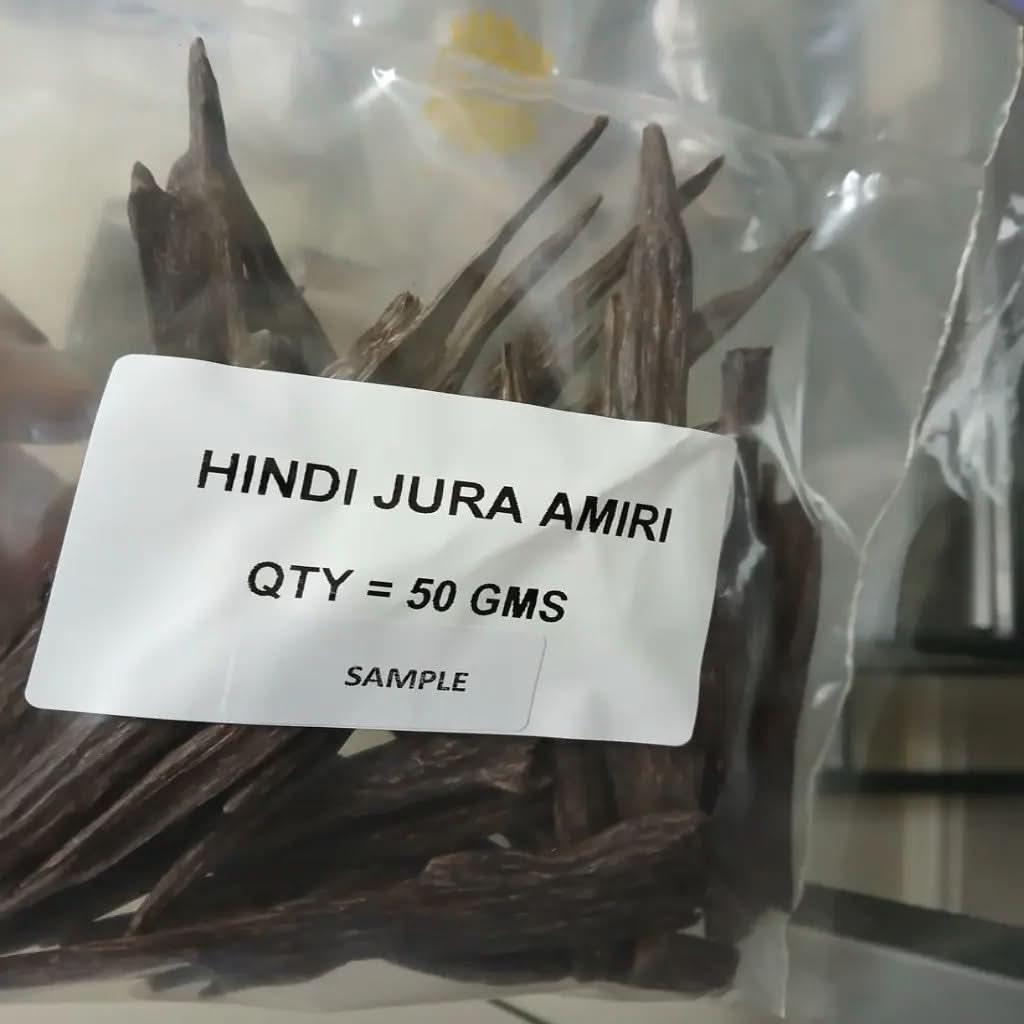 HINDI JURA AMIRI
QTY = 50 GMS
SAMPLE